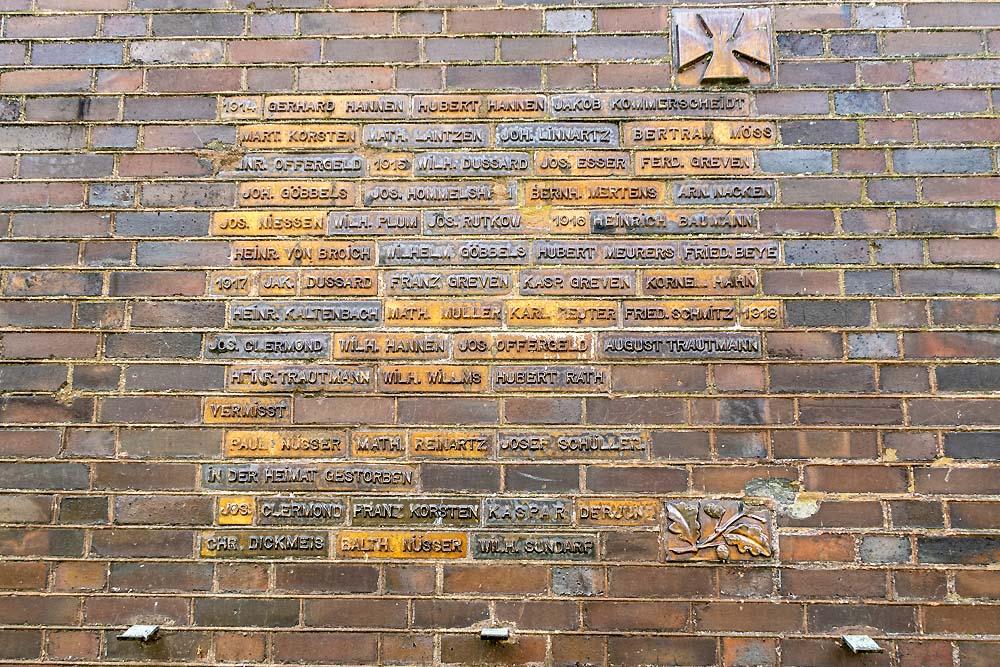 1914 GERHARD HANNEN HUBERT HANNEN JAKOB KOMMERSCHEIDT
MART. KORSTEN MATH. LANTZEN JOH. LINNARTZ BERTRAM MÖSS
HNR. OFFERGELD 1915 WILH. DUSSARD JOS. ESSER FERD. GREVEN
JOH. GÖBBELS JOS. HOMMELSHEIM BERNH. MERTENS ARN. NACKEN
JOS. NIESSEN WILH. PLUM JOS. RUTKOW 1916 HEINRICH BAUMANN
HEINR. VON BROICH WILHELM GÖBBELS HUBERT MEURERS FRIED. BEYE
1917 JAK. DUSSARD FRANZ GREVEN KASP. GREVEN KORNEL. HAHN
HEINR. KALTENBACH MATH. MÜLLER KARL REUTER FRIED. SCHMITZ 1918
JOS. CLERMOND WILH. HANNEN JOS. OFFERGELD AUGUST TRAUTMANN
HEINR. TRAUTMANN WILH. WILLMS HUBERT RATH
VERMISST
PAUL NÜSSER MATH. REINARTZ JOSEF SCHÜLLER
IN DER HEIMAT GESTORBEN
JOS. CLERMOND FRANZ KORSTEN KASPAR DERJUNG
CHR. DICKMEIS BALTH. NÜSSER WILH. SUNDARP